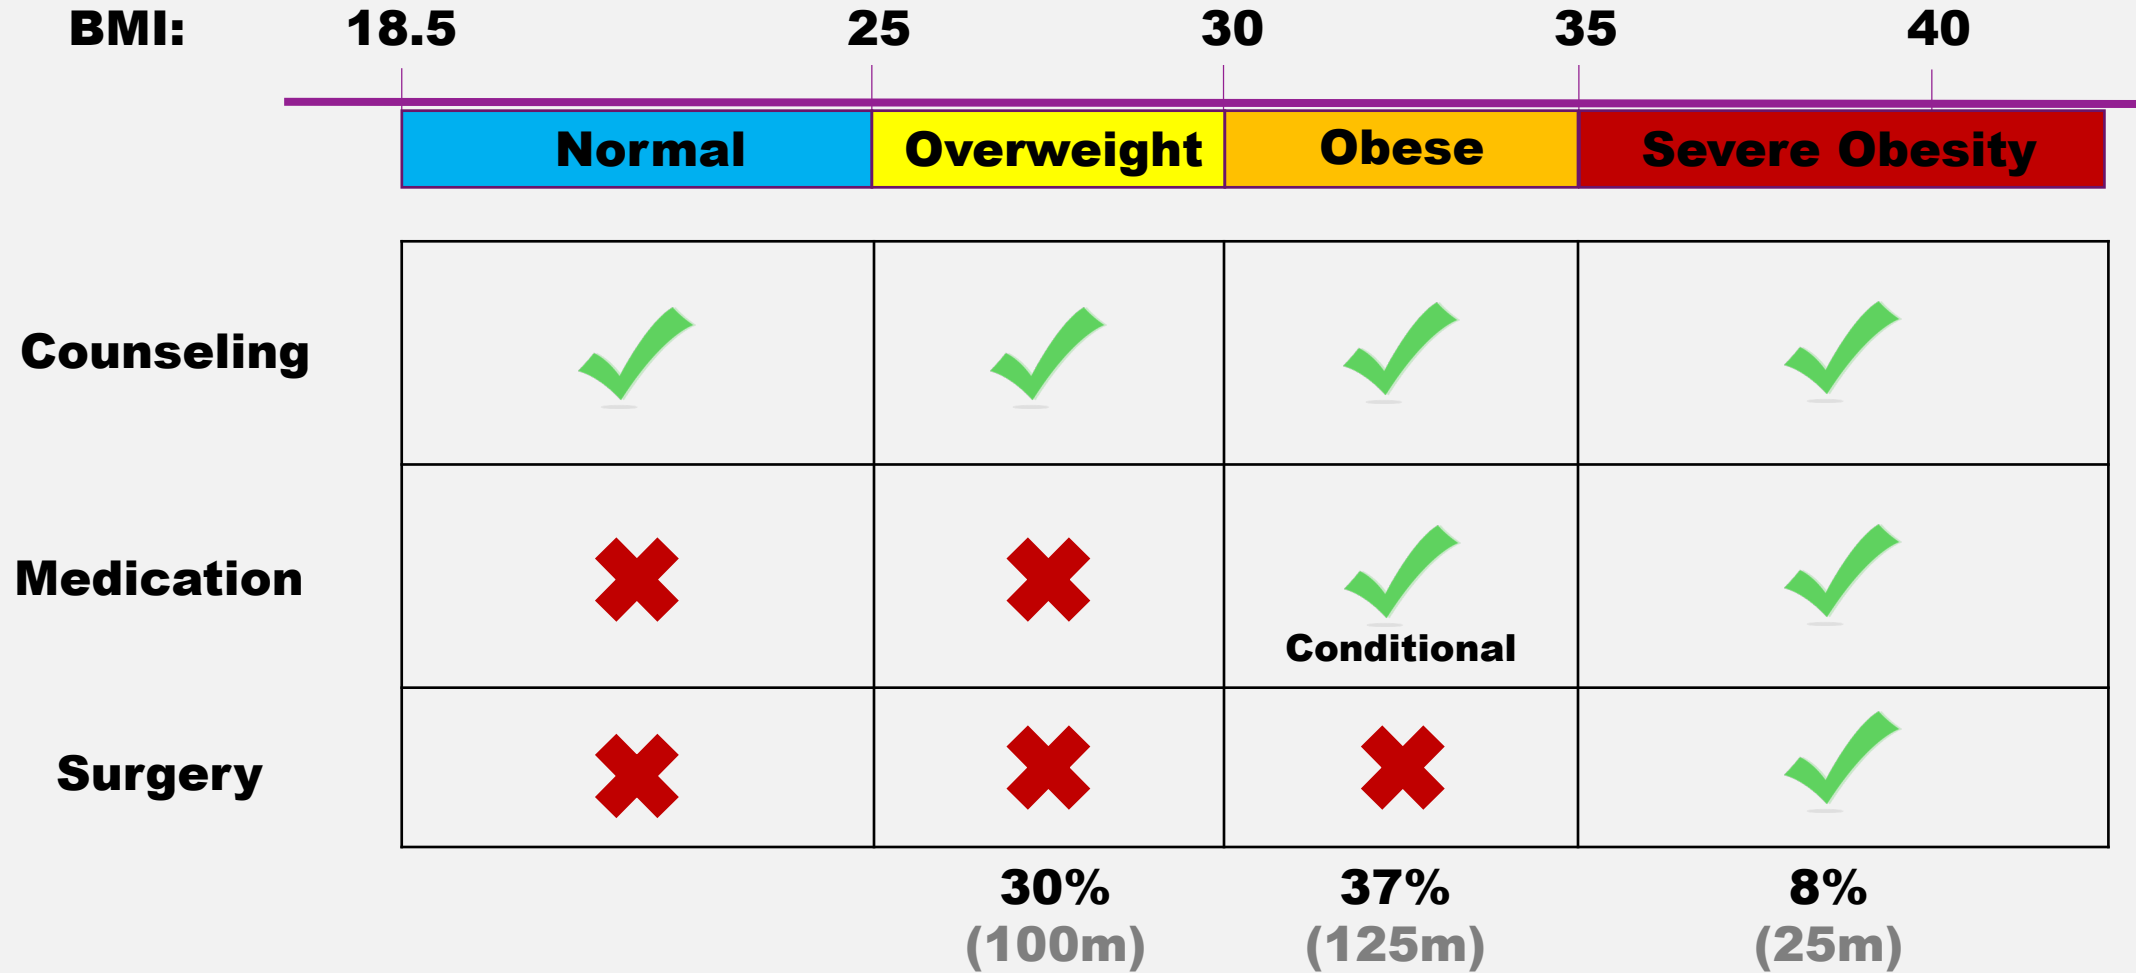 BMI: 18.5 25 30 35 40
Normal Overweight Obese Severe Obesity
Counseling
Medication
Conditional
Surgery
30% 37% 8%
(100m) (125m) (25m)